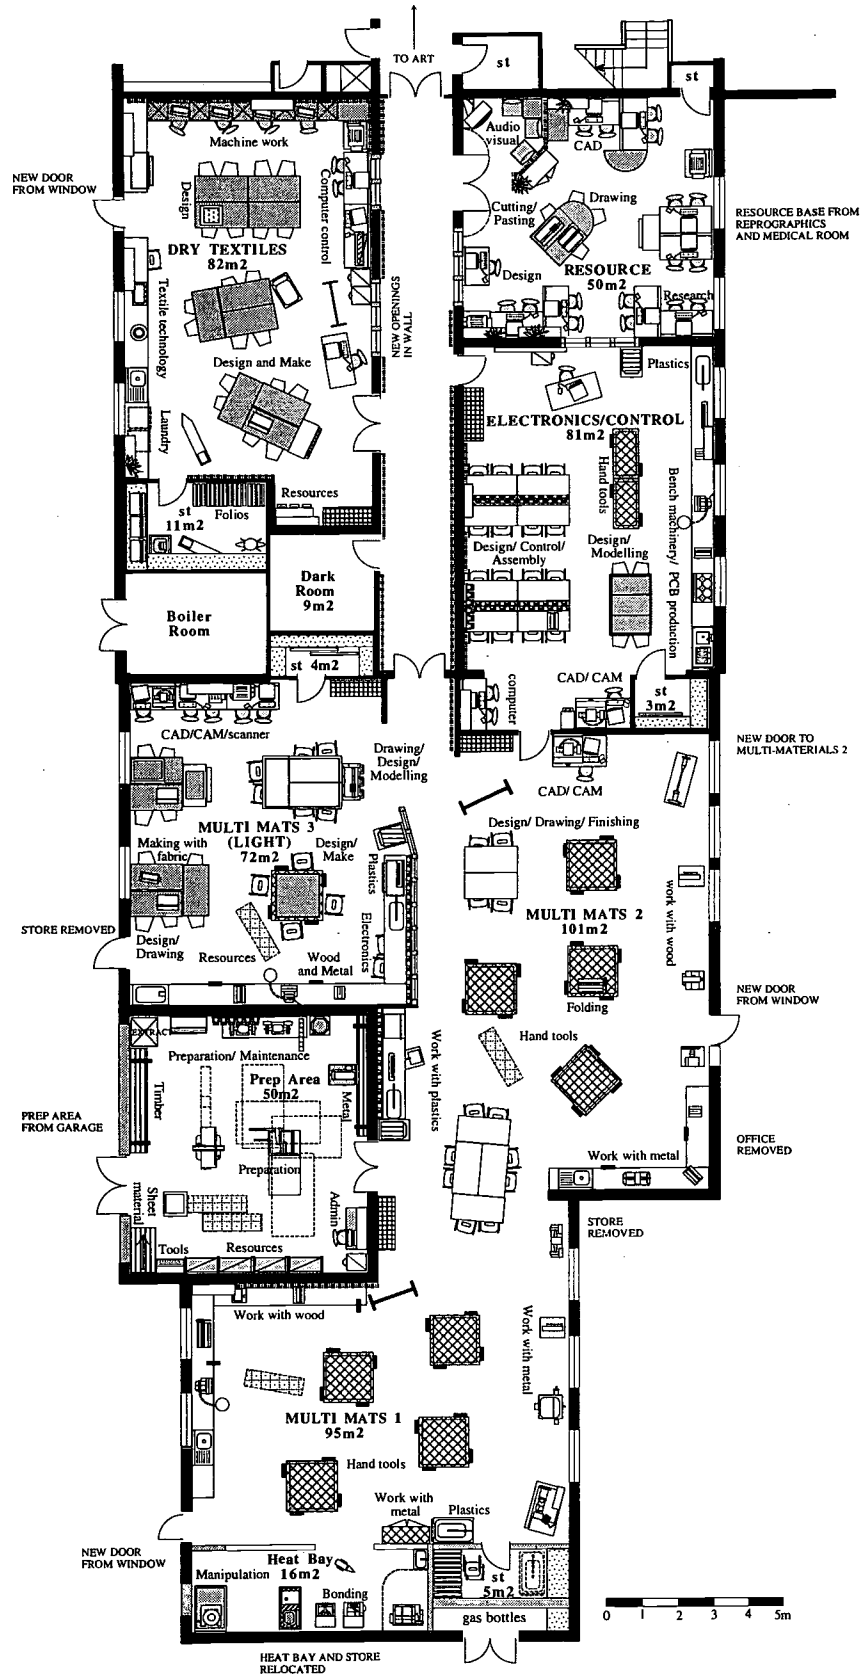 TO ART
st
st
Machine work
Audio
visual
CAD
NEW DOOR
FROM WINDOW
Design
Computer control
Cutting/
Pasting
Drawing
RESOURCE BASE FROM
REPROGRAPHICS
AND MEDICAL ROOM
DRY TEXTILES
82m2
Design
RESOURCE
50m2
Research
Textile technology
NEW OPENINGS
IN WALL
Design and Make
Plastics
Laundry
ELECTRONICS/CONTROL
81m2
Hand tools
Bench machinery/ PCB production
Resources
Folios
st
11m2
Design/ Control/
Assembly
Design/
Modelling
Dark
Room
9m2
Boiler
Room
st 4m2
computer
CAD/ CAM
st
3m2
CAD/CAM/scanner
Drawing/
Design/
Modelling
NEW DOOR TO
MULTI-MATERIALS 2
CAD/ CAM
MULTI MATS 3
(LIGHT)
72m2
Design/
Make
Making with
fabric
Plastics
Design/ Drawing/ Finishing
MULTI MATS 2
101m2
work with wood
STORE REMOVED
Design/
Drawing
Resources
Wood
and Metal
Electronics
Folding
NEW DOOR
FROM WINDOW
Hand tools
EXTRACT
Preparation/ Maintenance
Prep Area
50m2
Timber
Metal
Work with plastics
PREP AREA
FROM GARAGE
Preparation
OFFICE
REMOVED
Work with metal
Sheet
material
Admin
Tools
Resources
STORE
REMOVED
Work with wood
Work with metal
MULTI MATS 1
95m2
Hand tools
Work with
metal
Plastics
NEW DOOR
FROM WINDOW
Heat Bay
16m2
Manipulation
Bonding
st
5m2
gas bottles
0 1 2 3 4 5m
HEAT BAY AND STORE
RELOCATED